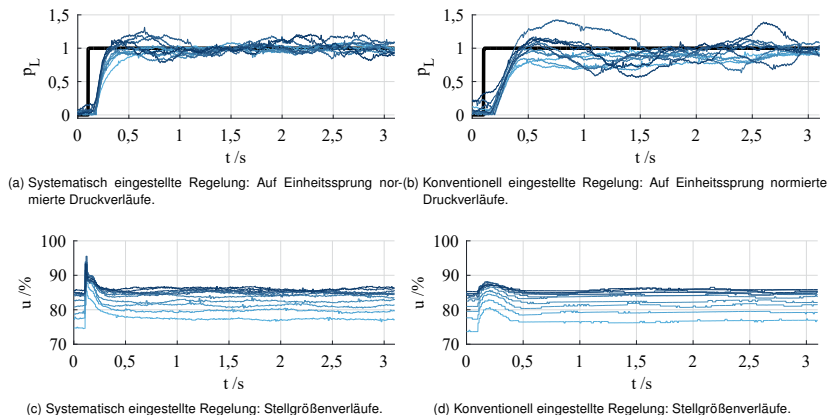 1,5
1
0,5
0
p_L
0 0,5 1 1,5 2 2,5 3
t /s
1,5
1
0,5
0
p_L
0 0,5 1 1,5 2 2,5 3
t /s
(a) Systematisch eingestellte Regelung: Auf Einheitssprung nor-
mierte Druckverläufe.
(b) Konventionell eingestellte Regelung: Auf Einheitssprung normierte
Druckverläufe.
100
90
80
70
u /%
0 0,5 1 1,5 2 2,5 3
t /s
100
90
80
70
u /%
0 0,5 1 1,5 2 2,5 3
t /s
(c) Systematisch eingestellte Regelung: Stellgrößenverläufe.
(d) Konventionell eingestellte Regelung: Stellgrößenverläufe.